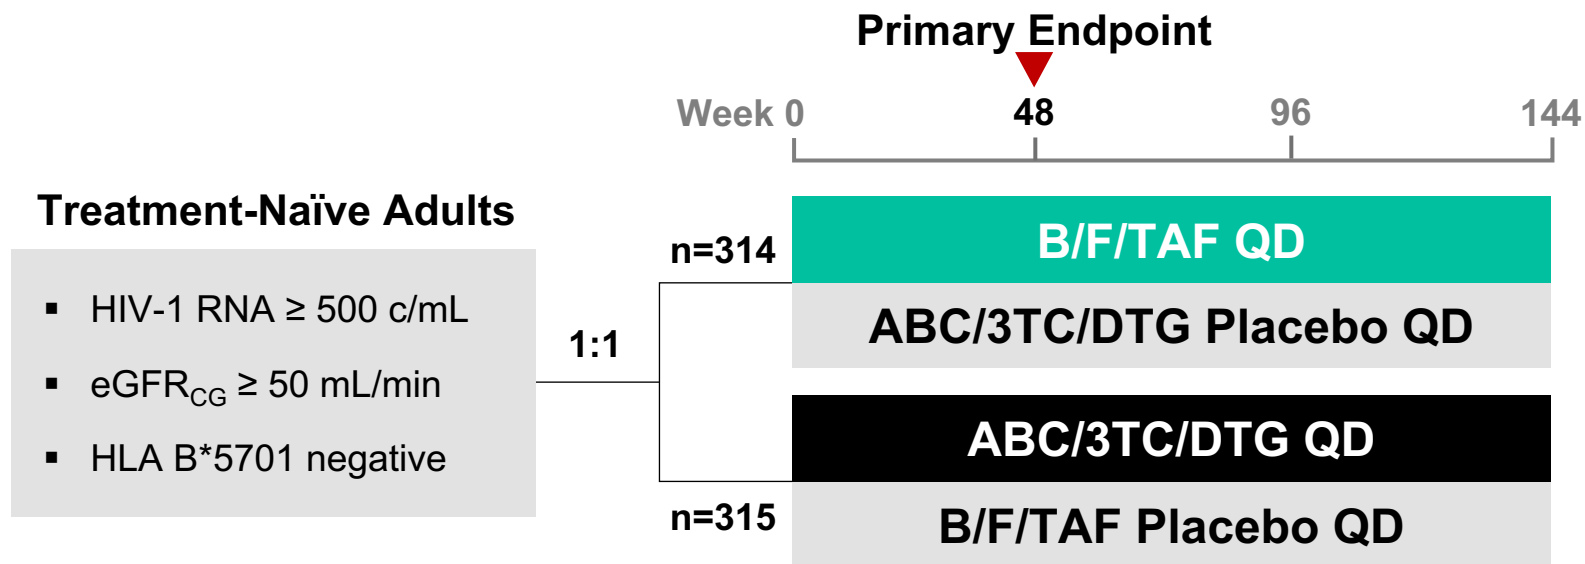 Primary Endpoint
Week 0 48 96 144
Treatment-Naïve Adults
▪ HIV-1 RNA ≥ 500 c/mL
▪ eGFRCG ≥ 50 mL/min
▪ HLA B*5701 negative
1:1
n=314
B/F/TAF QD
ABC/3TC/DTG Placebo QD
n=315
ABC/3TC/DTG QD
B/F/TAF Placebo QD